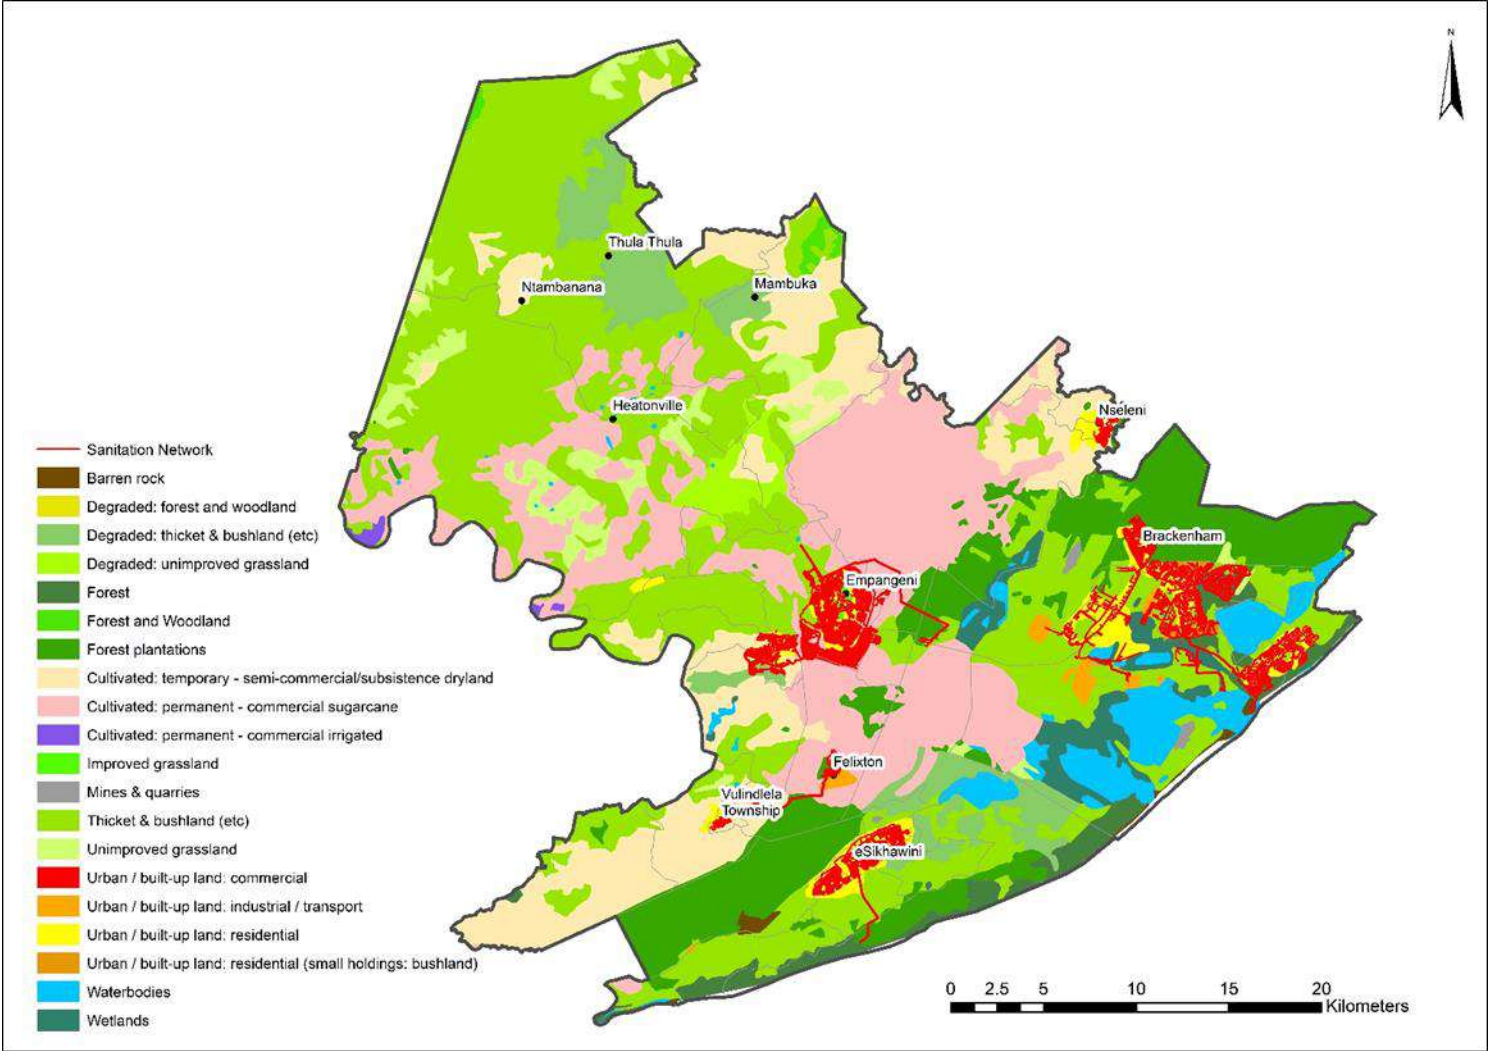 N
Thula Thula
Ntambanana
Mambuka
Heatonville
Nseleni
Brackenham
Empangeni
Felixton
Vulindlela
Township
eSikhawini
Sanitation Network
Barren rock
Degraded: forest and woodland
Degraded: thicket & bushland (etc)
Degraded: unimproved grassland
Forest
Forest and Woodland
Forest plantations
Cultivated: temporary - semi-commercial/subsistence dryland
Cultivated: permanent - commercial sugarcane
Cultivated: permanent - commercial irrigated
Improved grassland
Mines & quarries
Thicket & bushland (etc)
Unimproved grassland
Urban / built-up land: commercial
Urban / built-up land: industrial / transport
Urban / built-up land: residential
Urban / built-up land: residential (small holdings: bushland)
Waterbodies
Wetlands
0 2.5 5 10 15 20
Kilometers